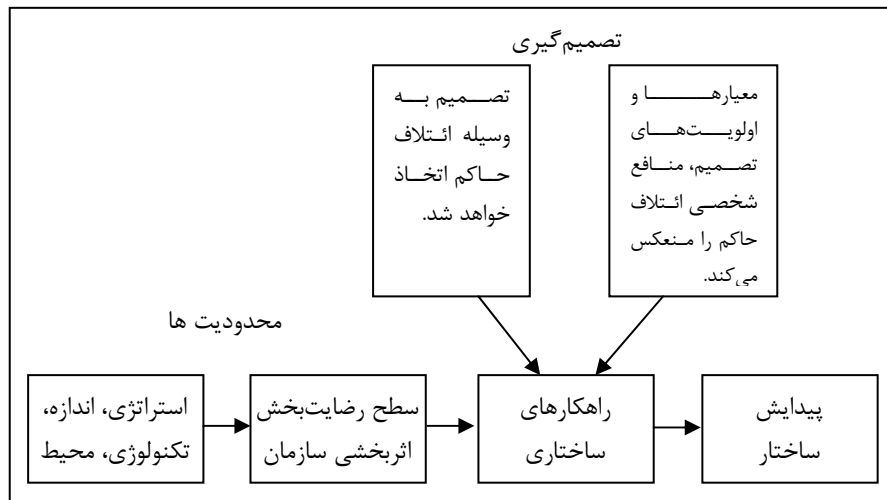 تصمیم‌گیری
تصمیم به
وسیله ائتلاف
حاکم اتخاذ
خواهد شد.
معیارها و
اولویت‌های
تصمیم، منافع
شخصی ائتلاف
حاکم را منعکس
می‌کند.
محدودیت ها
استراتژی، اندازه،
تکنولوژی، محیط
سطح رضایت‌بخش
اثربخشی سازمان
راهکارهای
ساختاری
پیدایش
ساختار